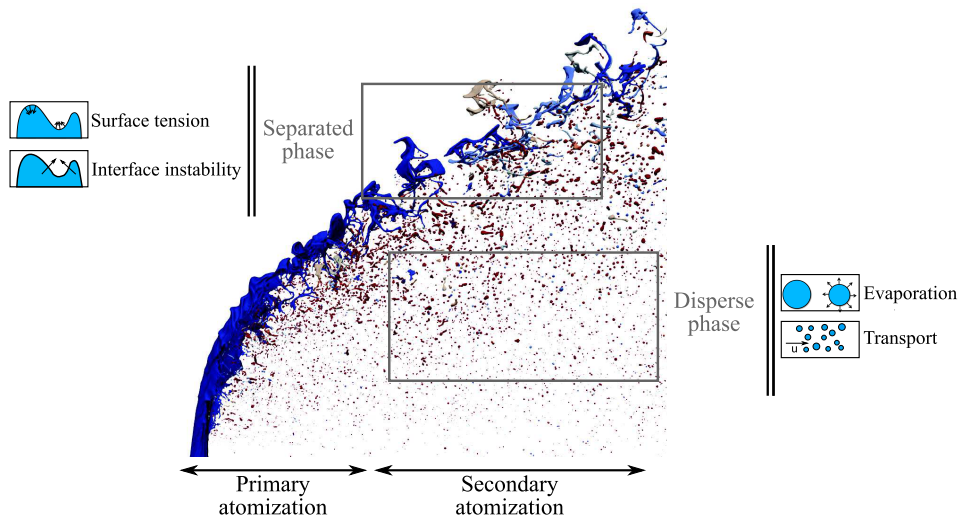 Surface tension
Interface instability
Separated
phase
Disperse
phase
Evaporation
u
Transport
Primary
atomization
Secondary
atomization